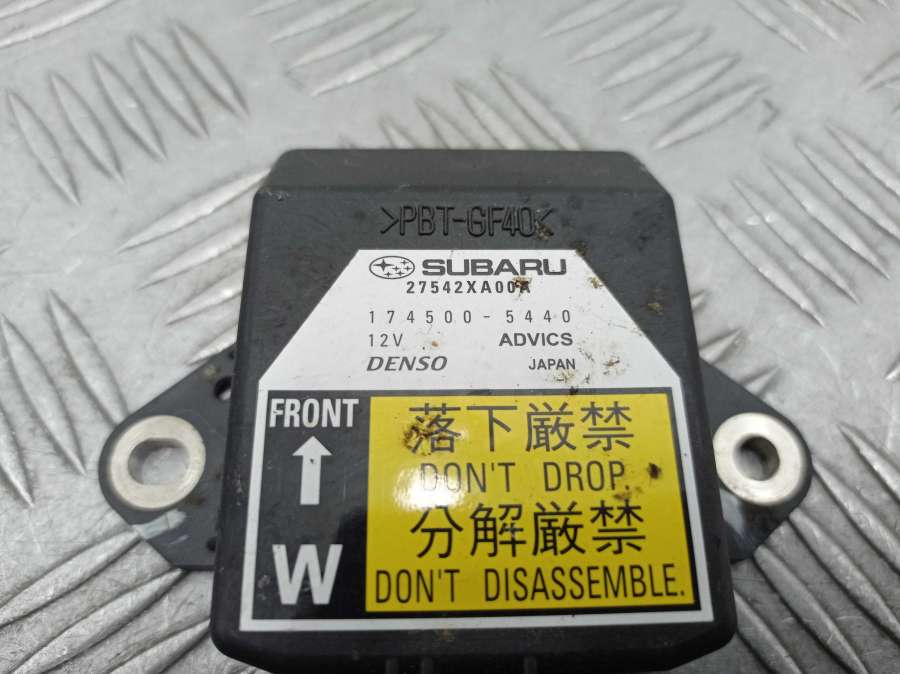 >PBT-GF40<
SUBARU
27542XA00A
174500-5440
12V ADVICS
DENSO JAPAN
FRONT
W
落下厳禁
DON'T DROP.
分解厳禁
DON'T DISASSEMBLE.